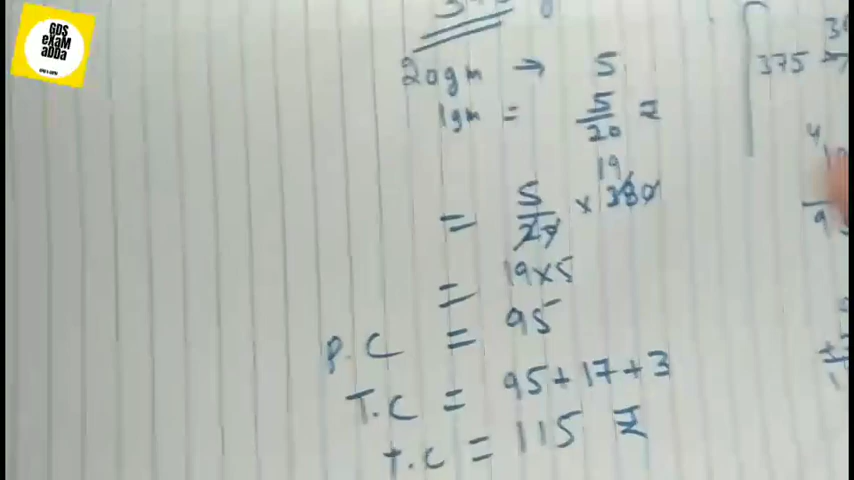 GDS
eXaM
aDDa
20gm → 5
1gm = 5/20 =
19
= 5/20 × 380
= 19×5
P.C = 95
T.C = 95+17+3
T.C = 115 ₹
375